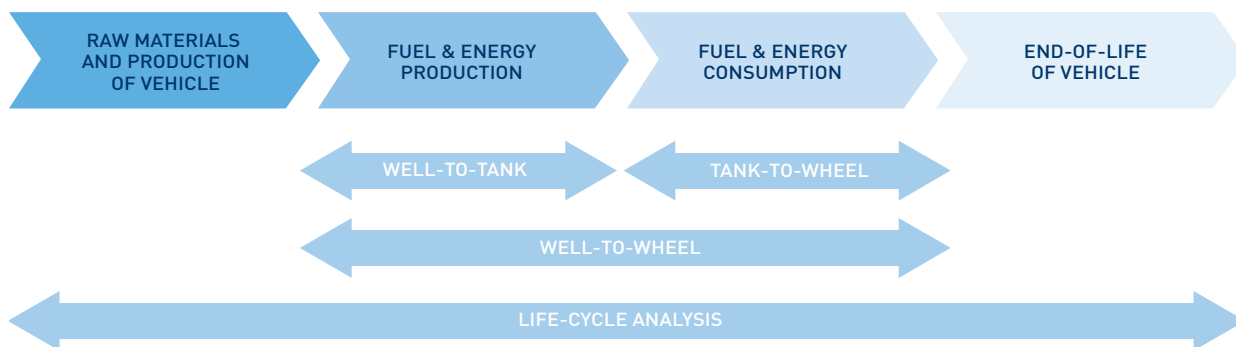 RAW MATERIALS
AND PRODUCTION
OF VEHICLE
FUEL & ENERGY
PRODUCTION
FUEL & ENERGY
CONSUMPTION
END-OF-LIFE
OF VEHICLE
WELL-TO-TANK
TANK-TO-WHEEL
WELL-TO-WHEEL
LIFE-CYCLE ANALYSIS